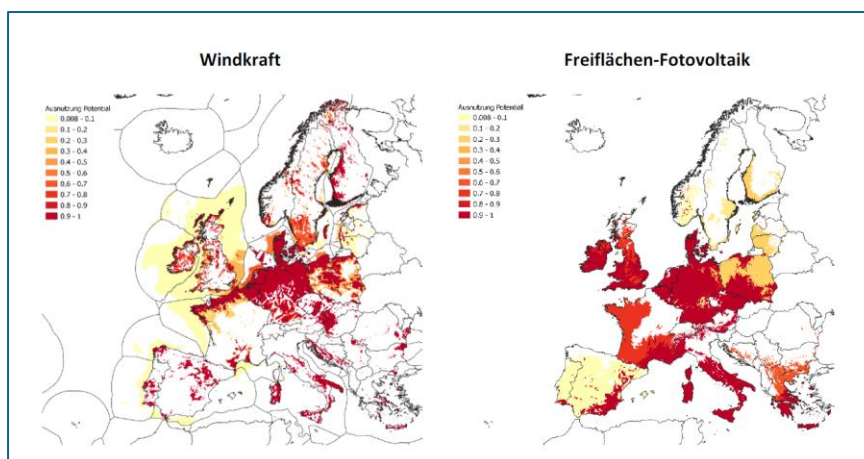 Windkraft
Ausnutzung Potential
0.008 - 0.1
0.1 - 0.2
0.2 - 0.3
0.3 - 0.4
0.4 - 0.5
0.5 - 0.6
0.6 - 0.7
0.7 - 0.8
0.8 - 0.9
0.9 - 1
Freiflächen-Fotovoltaik
Ausnutzung Potential
0.008 - 0.1
0.1 - 0.2
0.2 - 0.3
0.3 - 0.4
0.4 - 0.5
0.5 - 0.6
0.6 - 0.7
0.7 - 0.8
0.8 - 0.9
0.9 - 1